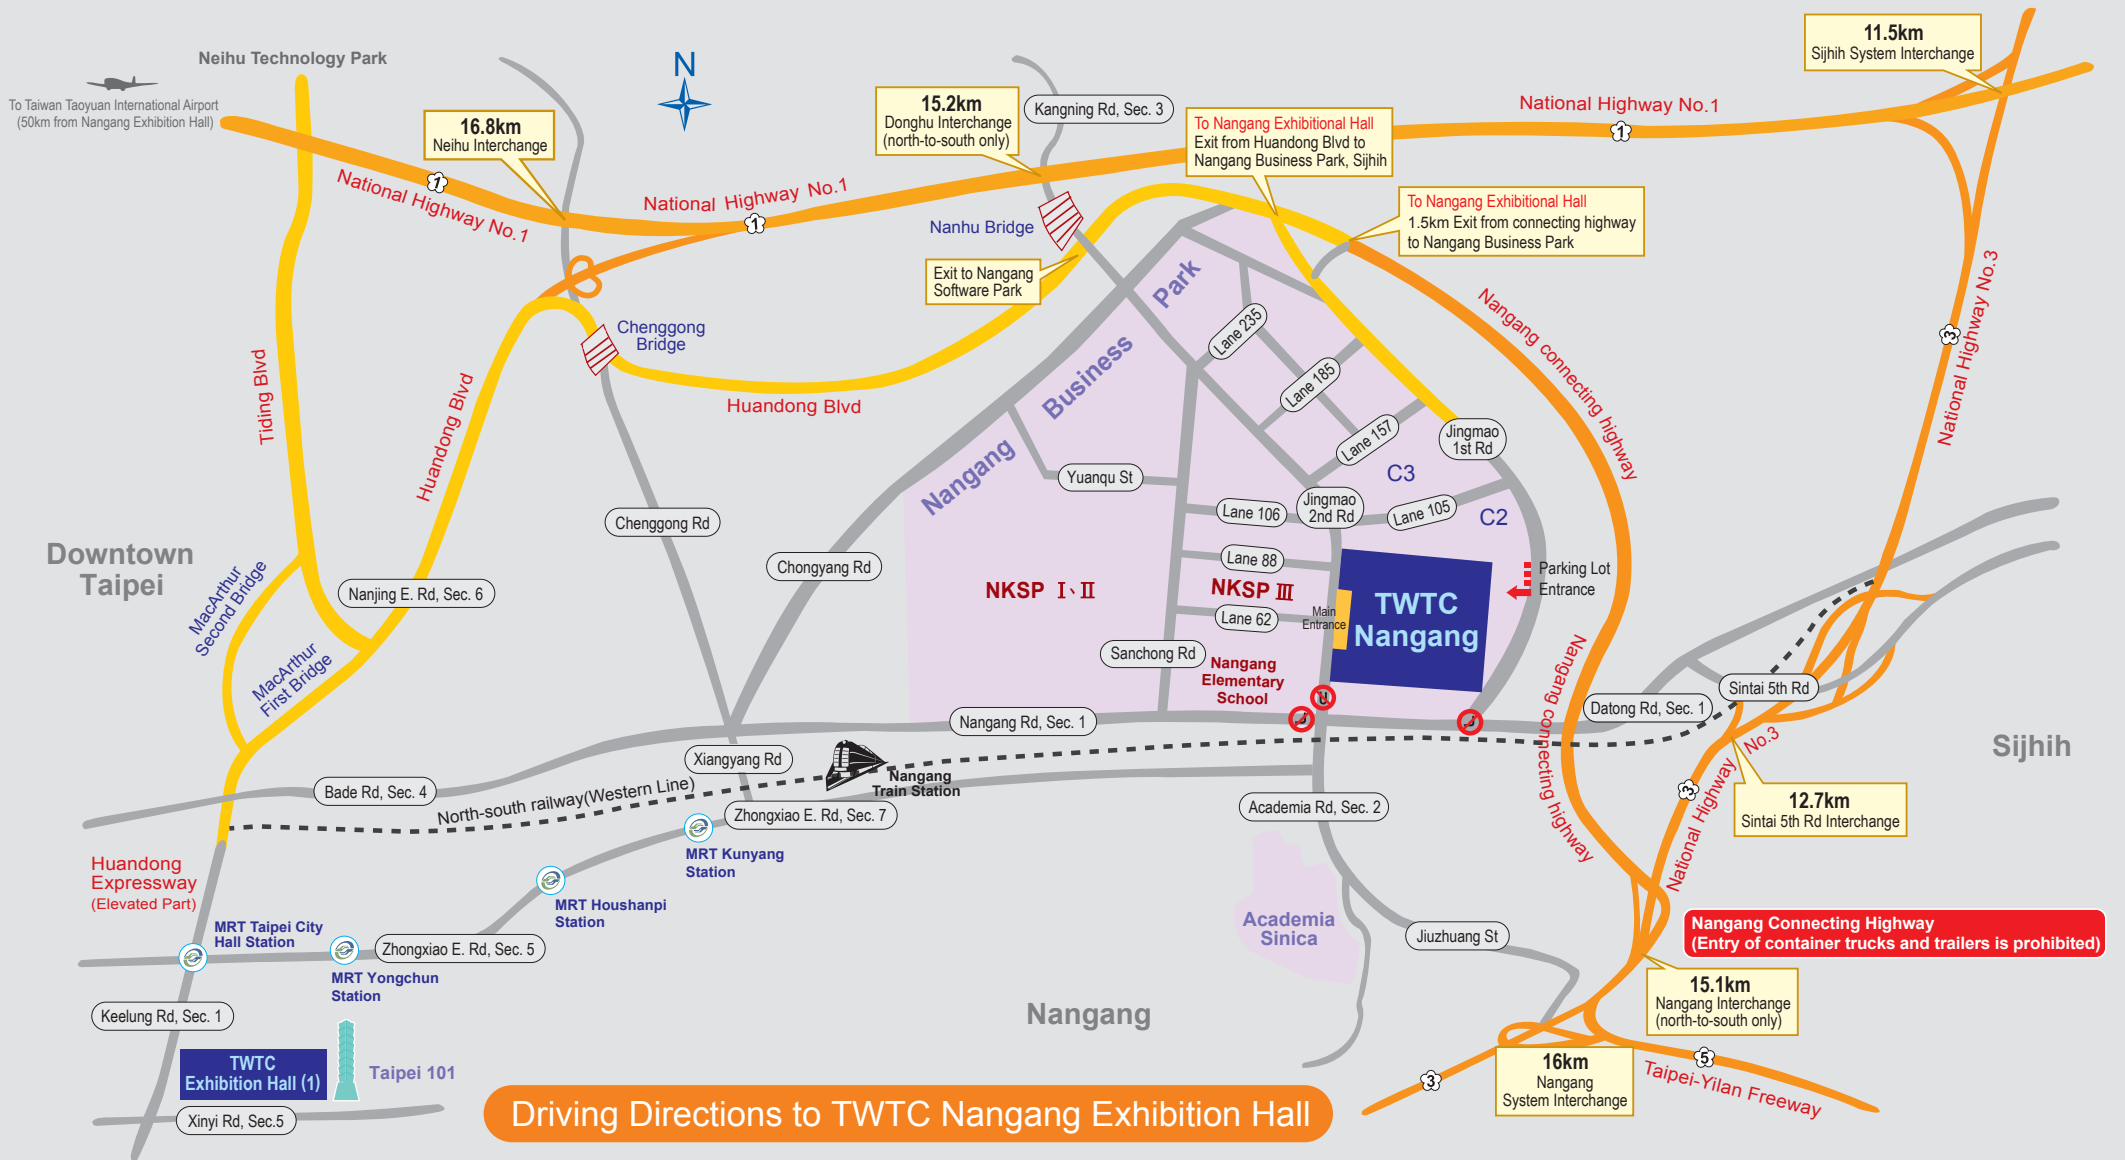 Neihu Technology Park
To Taiwan Taoyuan International Airport
(50km from Nangang Exhibition Hall)
N
16.8km
Neihu Interchange
15.2km
Donghu Interchange
(north-to-south only)
Kangning Rd, Sec. 3
To Nangang Exhibitional Hall
Exit from Huandong Blvd to
Nangang Business Park, Sijhih
National Highway No.1
1
11.5km
Sijhih System Interchange
1
National Highway No.1
National Highway No.1
1
Nanhu Bridge
To Nangang Exhibitional Hall
1.5km Exit from connecting highway
to Nangang Business Park
Exit to Nangang
Software Park
Chenggong
Bridge
Tiding Blvd
Huandong Blvd
Huandong Blvd
Nangang Business Park
Lane 235
Lane 185
Lane 157
Jingmao
1st Rd
Nangang connecting highway
National Highway No.3
3
Yuanqu St
C3
Jingmao
2nd Rd
Lane 106
Lane 105
C2
Chenggong Rd
Chongyang Rd
Lane 88
Downtown
Taipei
MacArthur
Second Bridge
Nanjing E. Rd, Sec. 6
NKSP I、II
NKSP III
Lane 62
Main
Entrance
TWTC
Nangang
Parking Lot
Entrance
MacArthur
First Bridge
Sanchong Rd
Nangang
Elementary
School
Nangang connecting highway
Sintai 5th Rd
Datong Rd, Sec. 1
Nangang Rd, Sec. 1
Sijhih
Xiangyang Rd
Nangang
Train Station
Bade Rd, Sec. 4
North-south railway(Western Line)
Zhongxiao E. Rd, Sec. 7
Academia Rd, Sec. 2
National Highway No.3
3
12.7km
Sintai 5th Rd Interchange
Huandong
Expressway
(Elevated Part)
MRT Kunyang
Station
MRT Houshanpi
Station
MRT Taipei City
Hall Station
Zhongxiao E. Rd, Sec. 5
MRT Yongchun
Station
Academia
Sinica
Jiuzhuang St
Nangang Connecting Highway
(Entry of container trucks and trailers is prohibited)
15.1km
Nangang Interchange
(north-to-south only)
Keelung Rd, Sec. 1
Nangang
TWTC
Exhibition Hall (1)
Taipei 101
16km
Nangang
System Interchange
3
5
Taipei-Yilan Freeway
Xinyi Rd, Sec.5
Driving Directions to TWTC Nangang Exhibition Hall